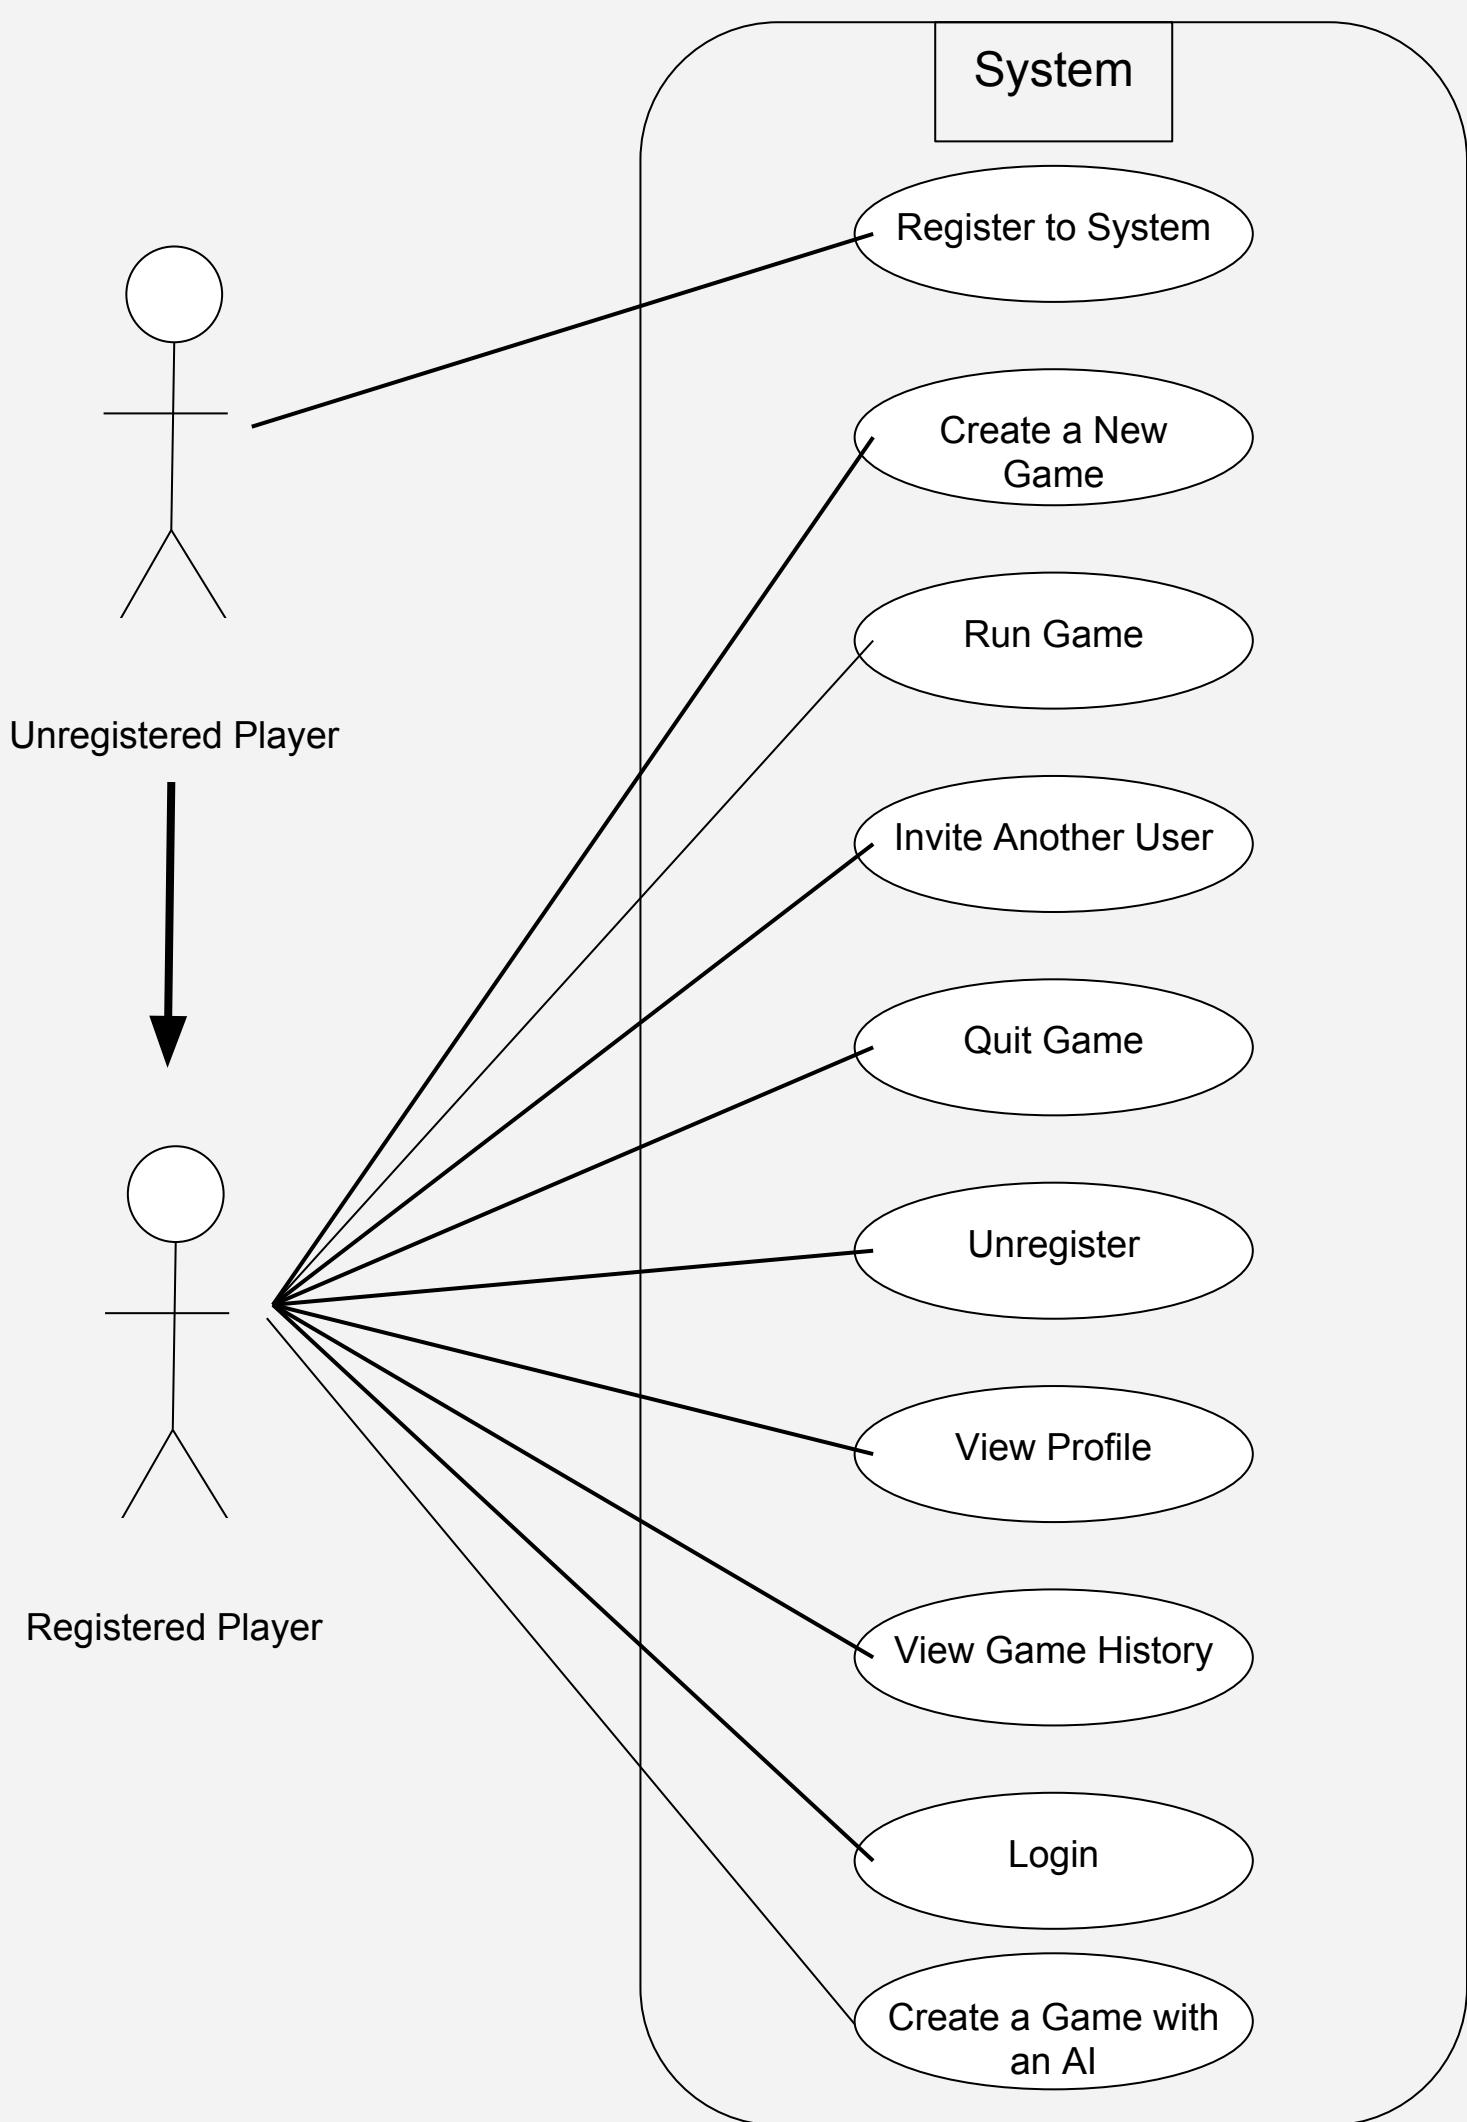 System
Register to System
Create a New
Game
Run Game
Unregistered Player
Invite Another User
Quit Game
Unregister
View Profile
Registered Player
View Game History
Login
Create a Game with
an AI